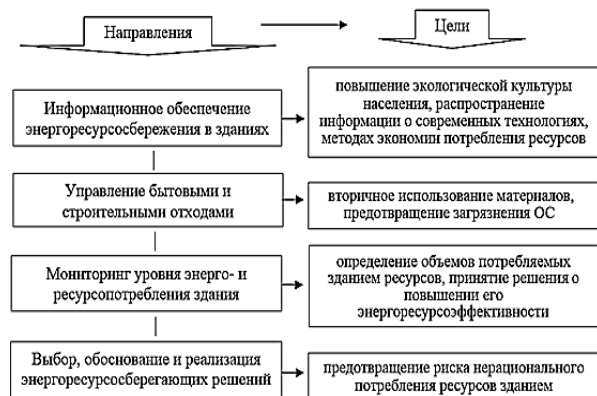 Направления
Цели
Информационное обеспечение
энергоресурсосбережения в зданиях
повышение экологической культуры
населения, распространение
информации о современных технологиях,
методах экономии потребления ресурсов
Управление бытовыми и
строительными отходами
вторичное использование материалов,
предотвращение загрязнения ОС
Мониторинг уровня энерго- и
ресурсопотребления здания
определение объемов потребляемых
зданием ресурсов, принятие решения о
повышении его
энергоресурсоэффективности
Выбор, обоснование и реализация
энергоресурсосберегающих решений
предотвращение риска нерационального
потребления ресурсов зданием